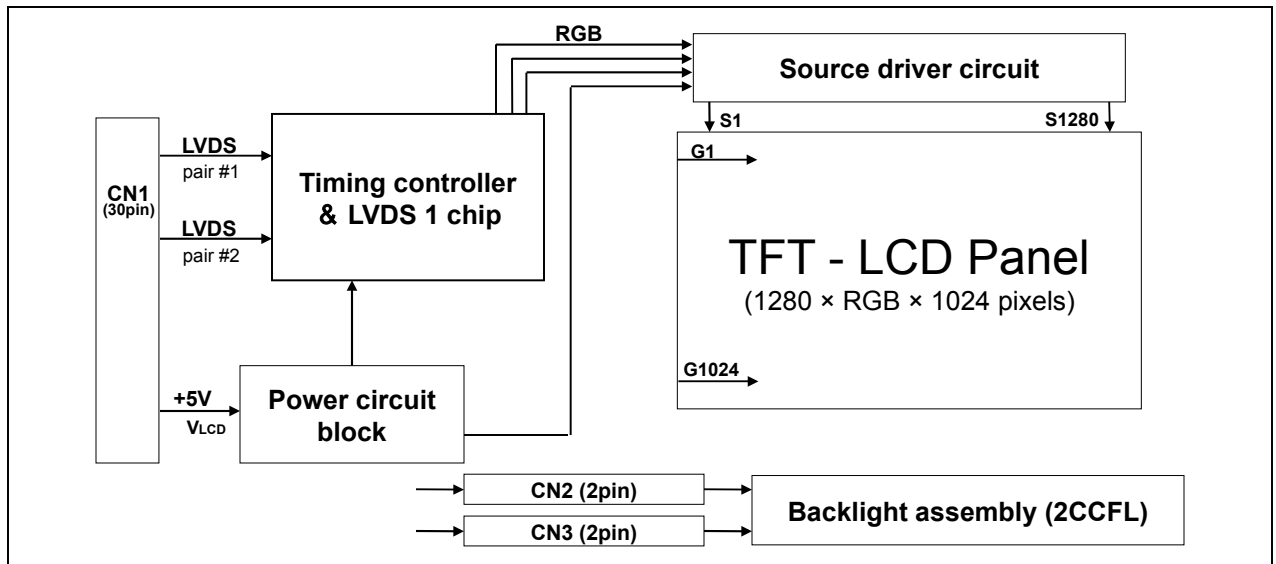 RGB
Source driver circuit
S1
S1280
CN1
(30pin)
LVDS
pair #1
LVDS
pair #2
Timing controller
& LVDS 1 chip
G1
TFT - LCD Panel
(1280 × RGB × 1024 pixels)
G1024
+5V
VLCD
Power circuit
block
CN2 (2pin)
CN3 (2pin)
Backlight assembly (2CCFL)